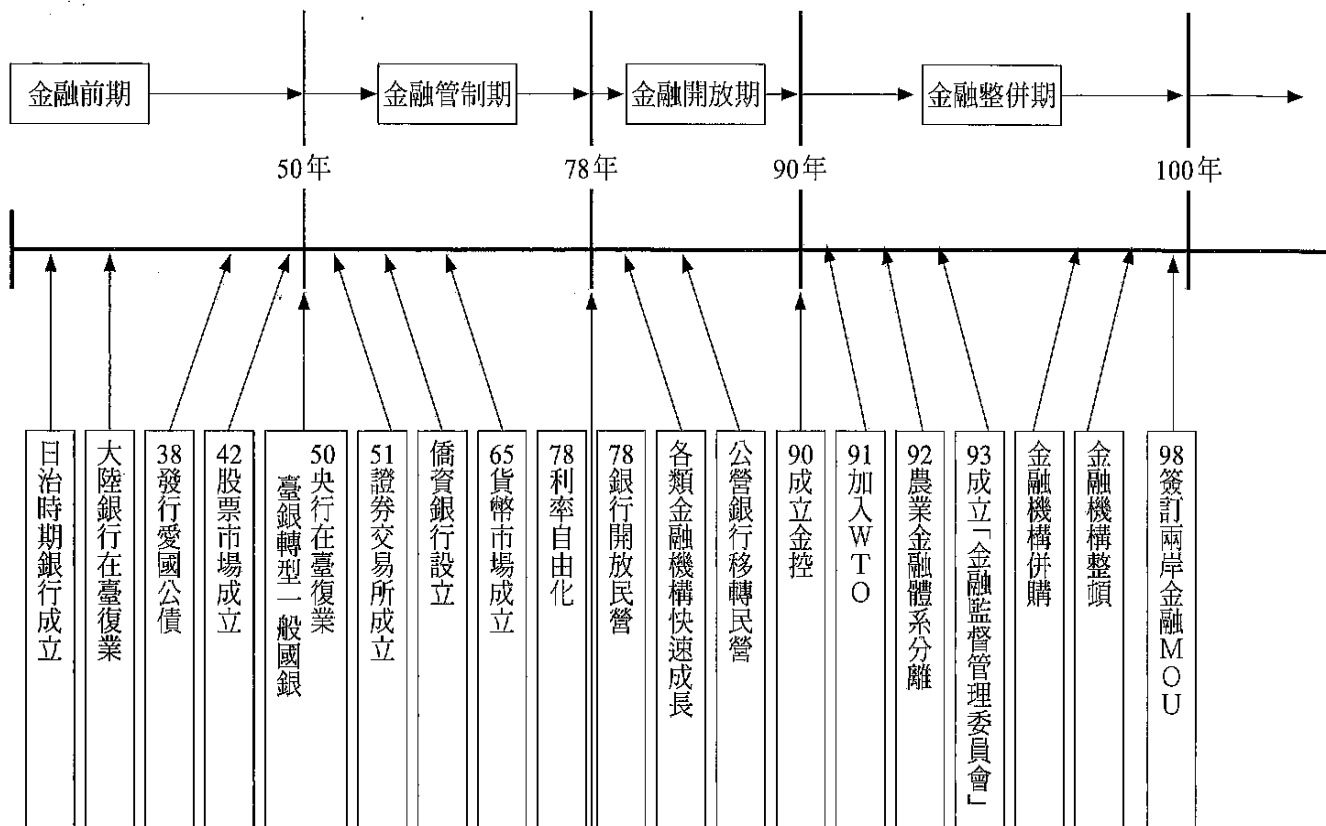 金融前期
金融管制期
金融開放期
金融整併期
50年
78年
90年
100年
日治時期銀行成立
大陸銀行在臺復業
38發行愛國公債
42股票市場成立
50央行在臺復業
臺銀轉型一般國銀
51證券交易所成立
僑資銀行設立
65貨幣市場成立
78利率自由化
78銀行開放民營
各類金融機構快速成長
公營銀行移轉民營
90成立金控
91加入WTO
92農業金融體系分離
93成立「金融監督管理委員會」
金融機構併購
金融機構整頓
98簽訂兩岸金融MOU